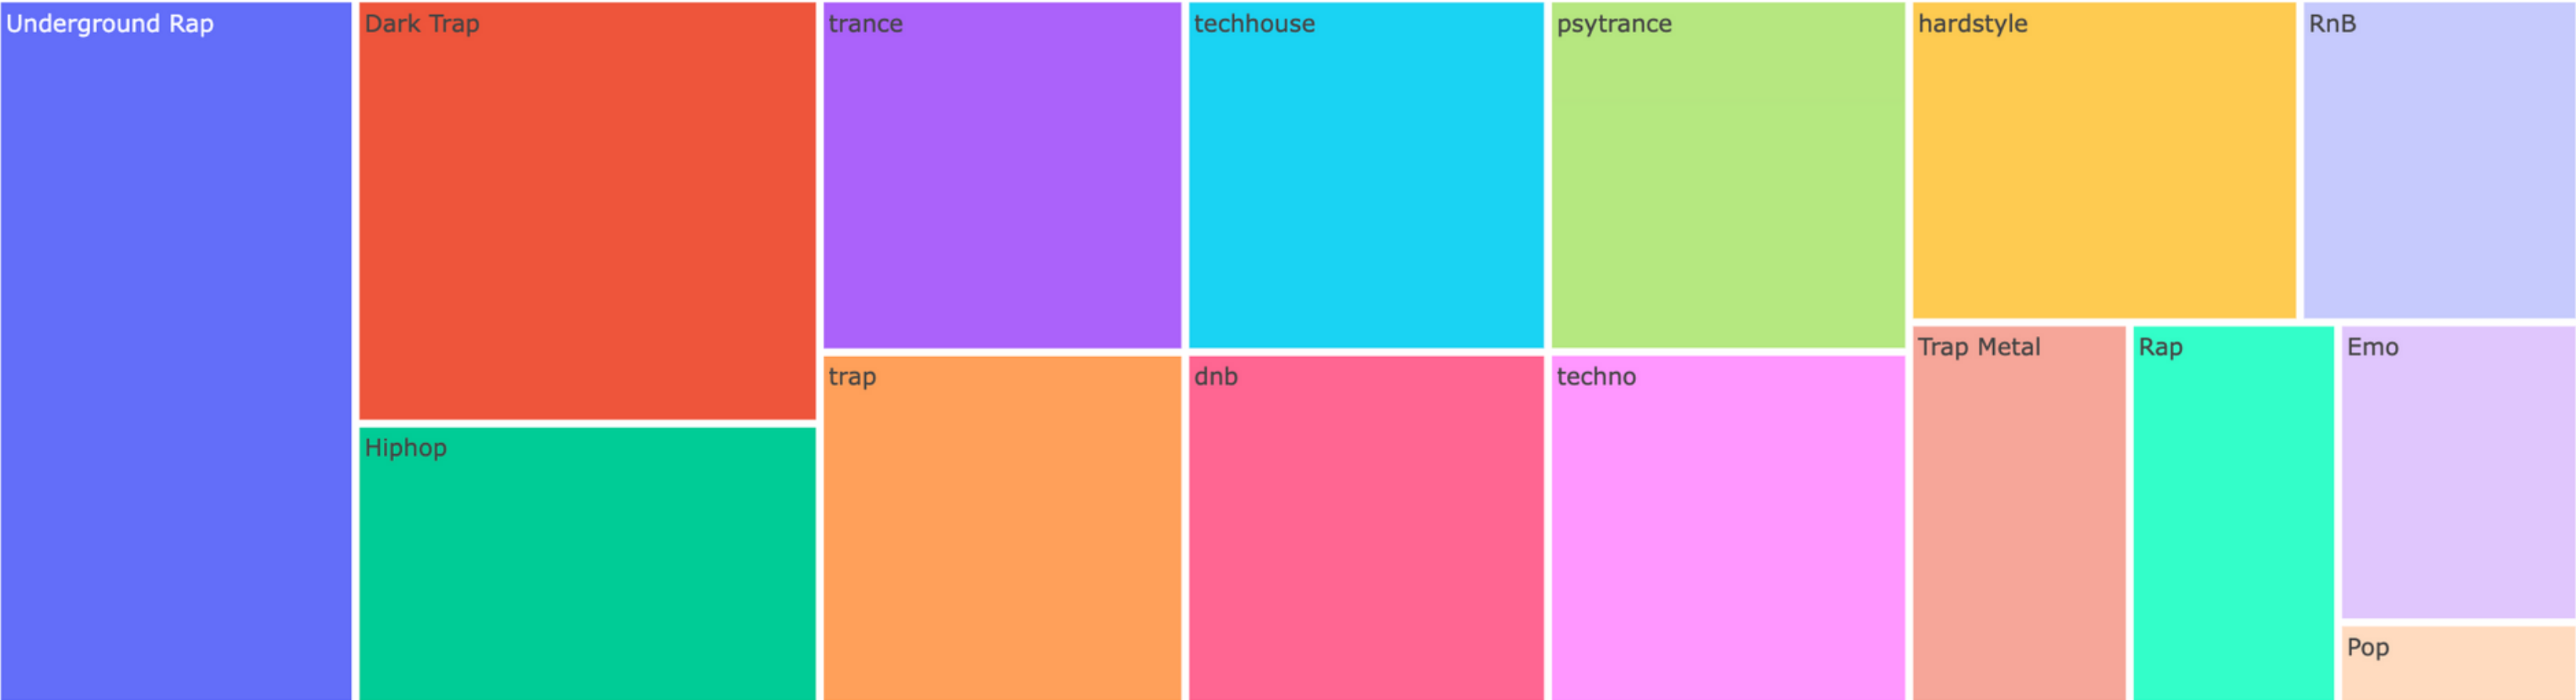 Underground Rap
Dark Trap
trance
techhouse
psytrance
hardstyle
RnB
Trap Metal
Rap
Emo
trap
dnb
techno
Hiphop
Pop